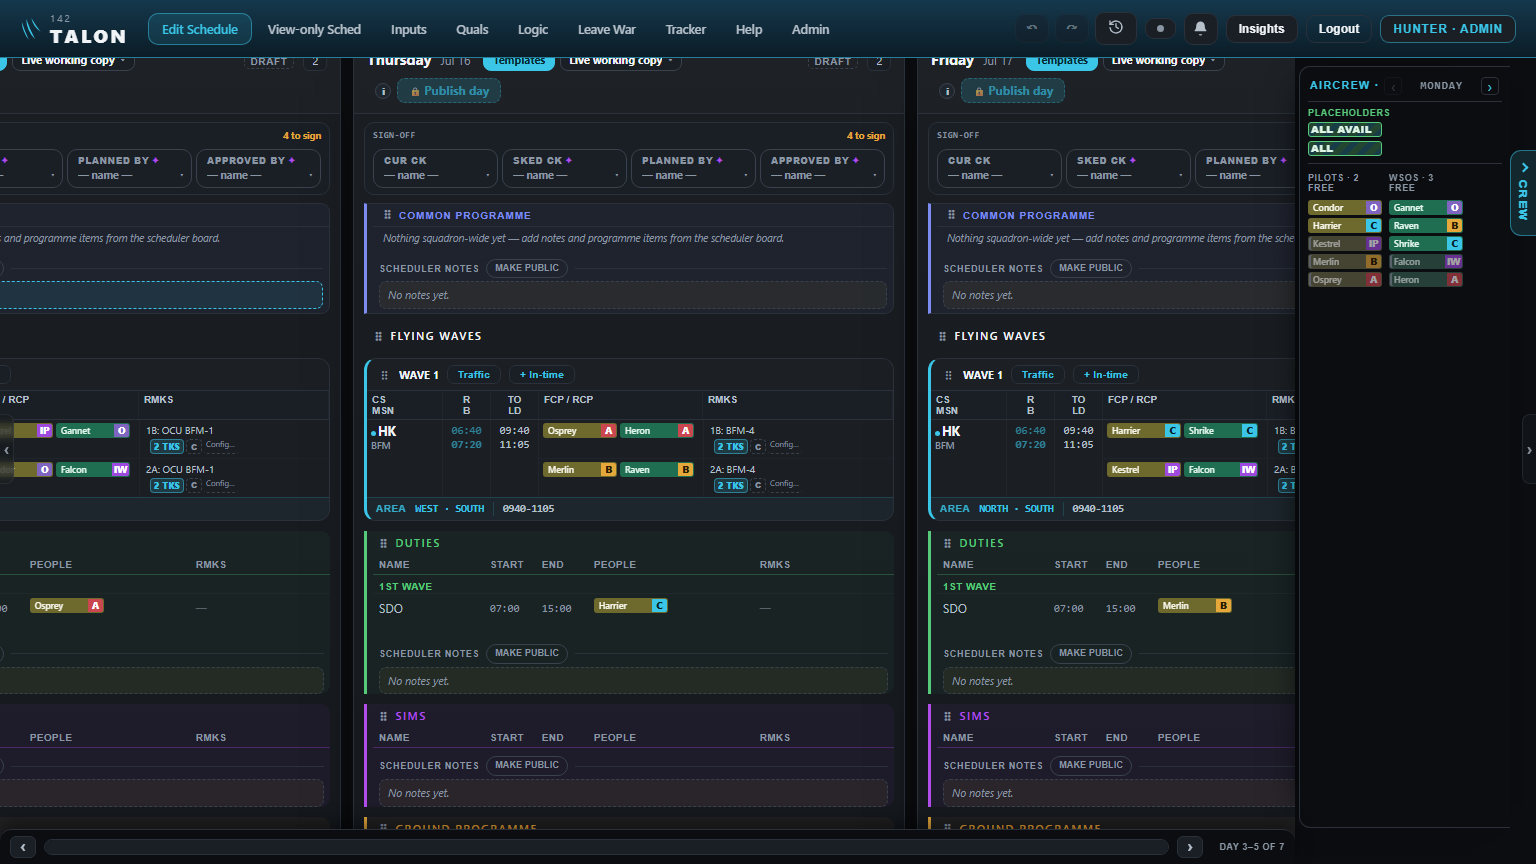 142
TALON
Edit Schedule
View-only Sched
Inputs
Quals
Logic
Leave War
Tracker
Help
Admin
Insights
Logout
HUNTER · ADMIN
Live working copy
DRAFT
2
Thursday Jul 16
Templates
Live working copy
DRAFT
2
Friday Jul 17
Templates
Live working copy
i
Publish day
i
Publish day
SIGN-OFF
4 to sign
4 to sign
SIGN-OFF
PLANNED BY
— name —
APPROVED BY
— name —
CUR CK
— name —
SKED CK
— name —
PLANNED BY
— name —
APPROVED BY
— name —
CUR CK
— name —
SKED CK
— name —
PLANNED BY
— name —
and programme items from the scheduler board.
COMMON PROGRAMME
Nothing squadron-wide yet — add notes and programme items from the scheduler board.
SCHEDULER NOTES
MAKE PUBLIC
No notes yet.
COMMON PROGRAMME
Nothing squadron-wide yet — add notes and programme items from the sche
SCHEDULER NOTES
MAKE PUBLIC
No notes yet.
FLYING WAVES
FLYING WAVES
/ RCP
RMKS
IP
Gannet O
1B: OCU BFM-1
2 TKS C Config...
O
Falcon IW
2A: OCU BFM-1
2 TKS C Config...
WAVE 1
Traffic
+ In-time
CS
MSN
R
B
TO
LD
FCP / RCP
RMKS
HK
BFM
06:40
07:20
09:40
11:05
Osprey A
Heron A
1B: BFM-4
2 TKS C Config...
Merlin B
Raven B
2A: BFM-4
2 TKS C Config...
AREA WEST · SOUTH
0940-1105
WAVE 1
Traffic
+ In-time
CS
MSN
R
B
TO
LD
FCP / RCP
RMK
HK
BFM
06:40
07:20
09:40
11:05
Harrier C
Shrike C
1B: B
2 T
Kestrel IP
Falcon IW
2A: B
2 T
AREA NORTH · SOUTH
0940-1105
PEOPLE
RMKS
Osprey A
—
DUTIES
NAME
START
END
PEOPLE
RMKS
1ST WAVE
SDO
07:00
15:00
Harrier C
—
SCHEDULER NOTES
MAKE PUBLIC
No notes yet.
DUTIES
NAME
START
END
PEOPLE
1ST WAVE
SDO
07:00
15:00
Merlin B
SCHEDULER NOTES
MAKE PUBLIC
No notes yet.
PEOPLE
RMKS
SIMS
NAME
START
END
PEOPLE
RMKS
SCHEDULER NOTES
MAKE PUBLIC
No notes yet.
SIMS
NAME
START
END
PEOPLE
SCHEDULER NOTES
MAKE PUBLIC
No notes yet.
GROUND PROGRAMME
GROUND PROGRAMME
DAY 3–5 OF 7
AIRCREW ·
MONDAY
PLACEHOLDERS
ALL AVAIL
ALL
PILOTS · 2
FREE
WSOS · 3
FREE
Condor O
Gannet O
Harrier C
Raven B
Kestrel IP
Shrike C
Merlin B
Falcon IW
Osprey A
Heron A
CREW